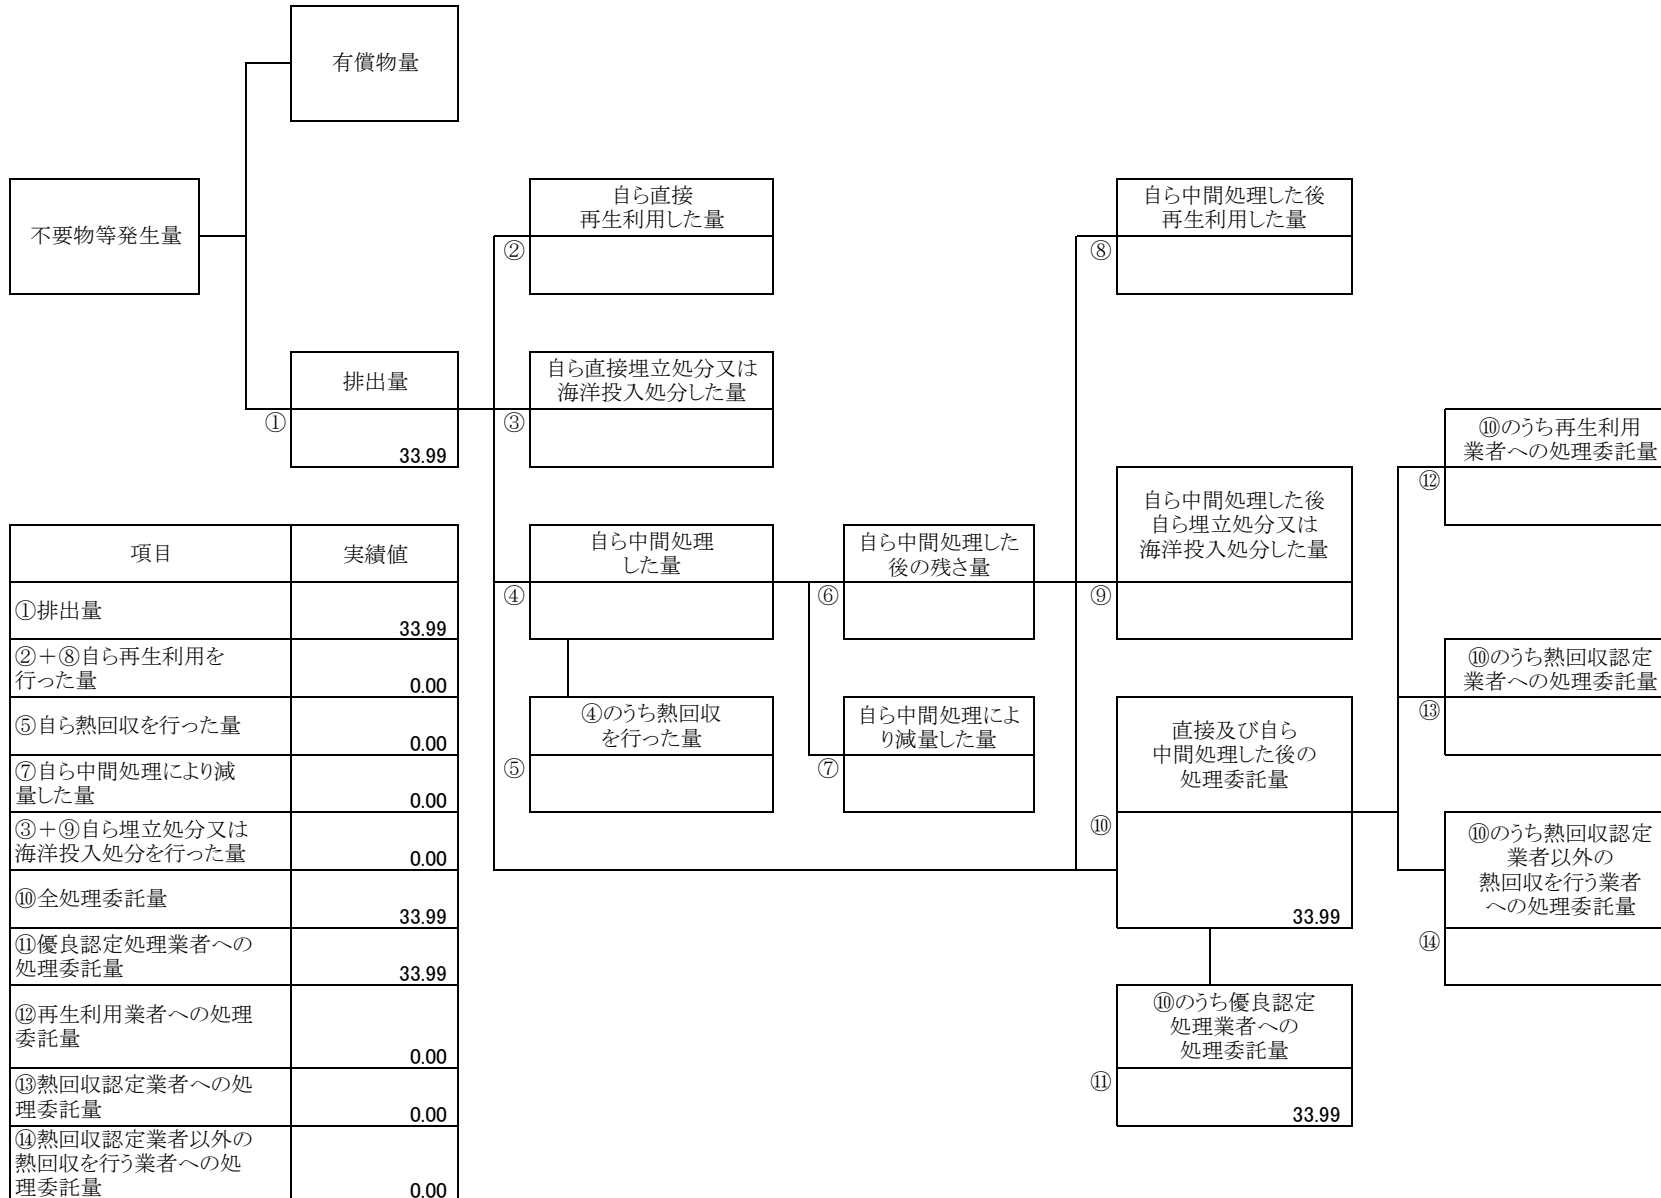 有償物量
不要物等発生量
自ら直接
再生利用した量
②
自ら中間処理した後
再生利用した量
⑧
排出量
①
33.99
自ら直接埋立処分又は
海洋投入処分した量
③
⑩のうち再生利用
業者への処理委託量
⑫
自ら中間処理
した量
④
自ら中間処理した
後の残さ量
⑥
自ら中間処理した後
自ら埋立処分又は
海洋投入処分した量
⑨
⑩のうち熱回収認定
業者への処理委託量
⑬
④のうち熱回収
を行った量
⑤
自ら中間処理によ
り減量した量
⑦
直接及び自ら
中間処理した後の
処理委託量
⑩
33.99
⑩のうち熱回収認定
業者以外の
熱回収を行う業者
への処理委託量
⑭
⑩のうち優良認定
処理業者への
処理委託量
⑪
33.99
項目 実績値
①排出量 33.99
②+⑧自ら再生利用を
行った量 0.00
⑤自ら熱回収を行った量 0.00
⑦自ら中間処理により減
量した量 0.00
③+⑨自ら埋立処分又は
海洋投入処分を行った量 0.00
⑩全処理委託量 33.99
⑪優良認定処理業者への
処理委託量 33.99
⑫再生利用業者への処理
委託量 0.00
⑬熱回収認定業者への処
理委託量 0.00
⑭熱回収認定業者以外の
熱回収を行う業者への処
理委託量 0.00